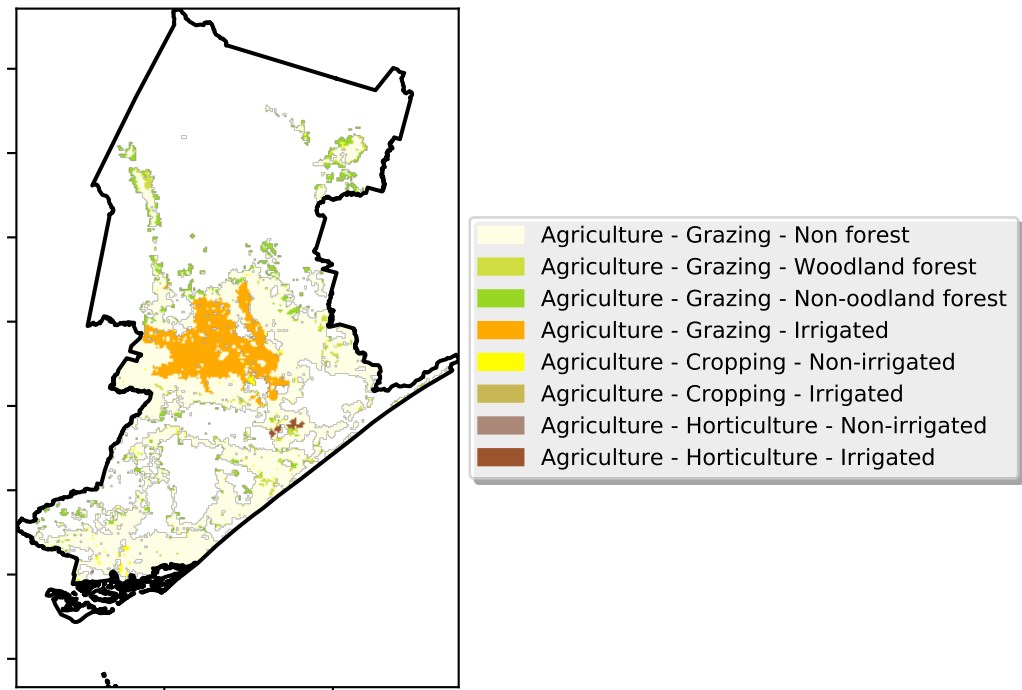 Agriculture - Grazing - Non forest
Agriculture - Grazing - Woodland forest
Agriculture - Grazing - Non-oodland forest
Agriculture - Grazing - Irrigated
Agriculture - Cropping - Non-irrigated
Agriculture - Cropping - Irrigated
Agriculture - Horticulture - Non-irrigated
Agriculture - Horticulture - Irrigated